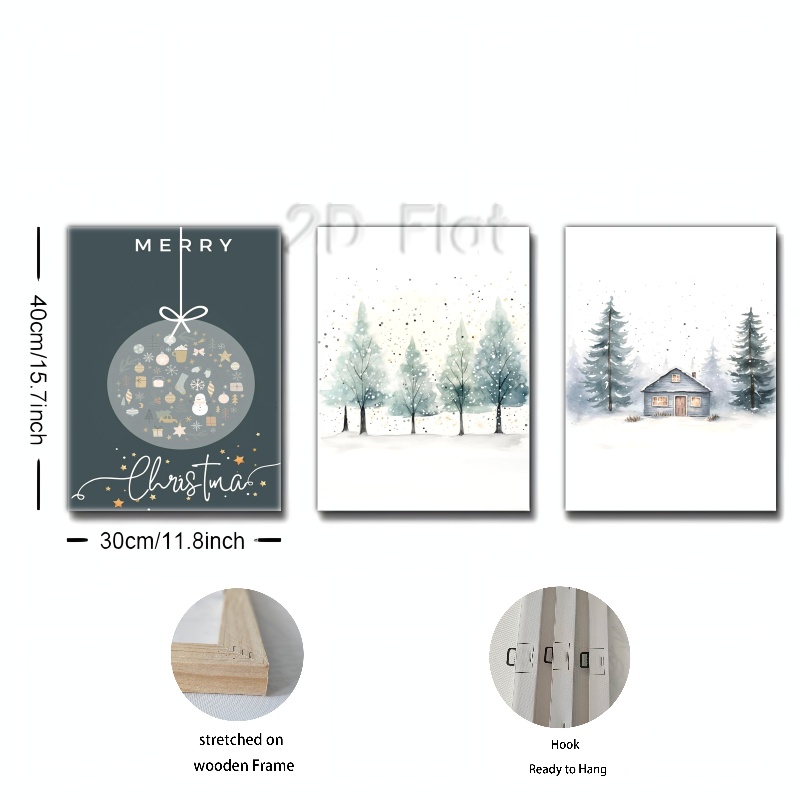 2D Flat
MERRY
Christmas
40cm/15.7inch
30cm/11.8inch
stretched on
wooden Frame
Hook
Ready to Hang